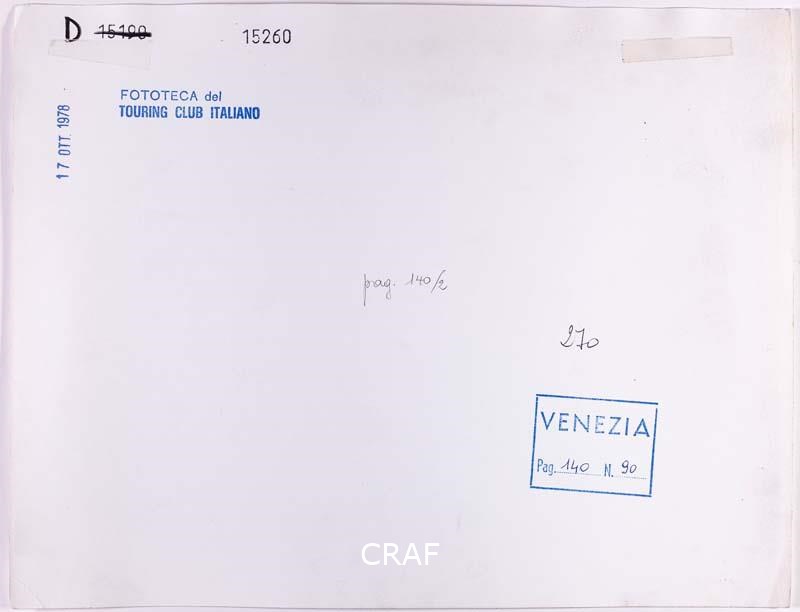 D 15190 15260
FOTOTECA del
TOURING CLUB ITALIANO
17 OTT. 1978
pag. 140/2
270
VENEZIA
Pag. 140 N. 90
CRAF